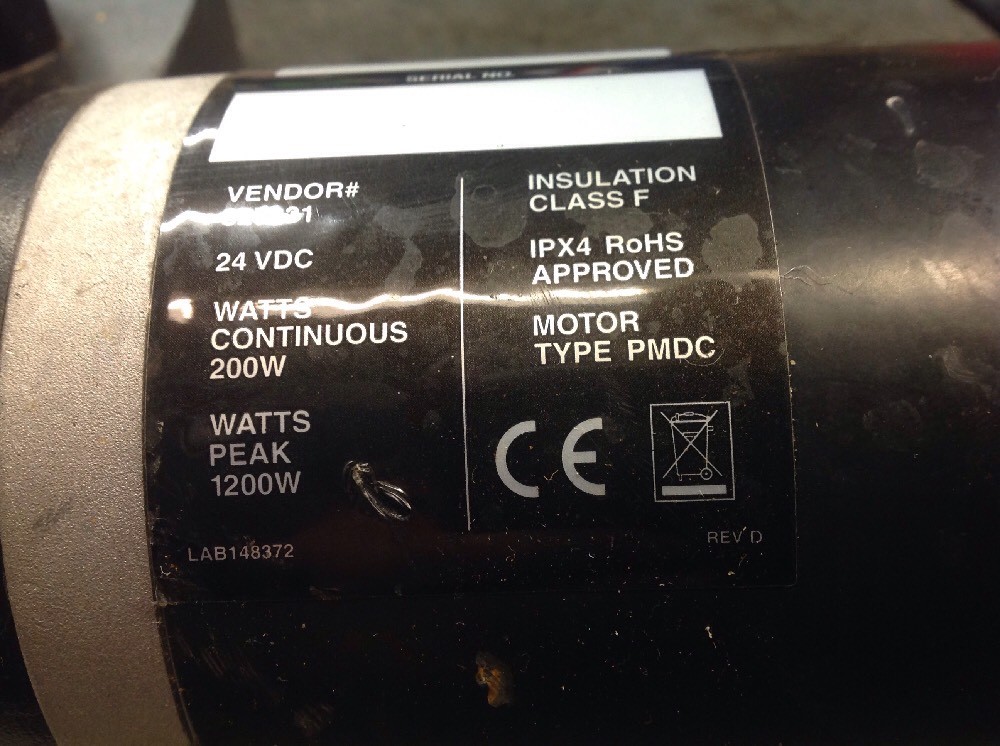 SERIAL NO.
VENDOR#
24 VDC
WATTS
CONTINUOUS
200W
WATTS
PEAK
1200W
LAB148372
INSULATION
CLASS F
IPX4 RoHS
APPROVED
MOTOR
TYPE PMDC
CE
REV D